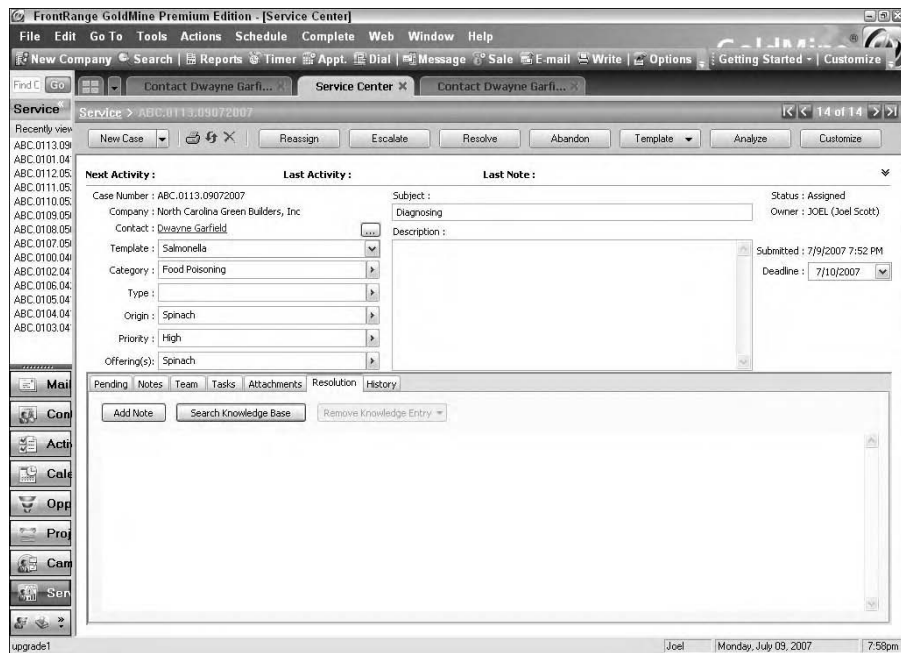 FrontRange GoldMine Premium Edition - [Service Center]
File Edit Go To Tools Actions Schedule Complete Web Window Help
New Company Search Reports Timer Appt. Dial Message Sale E-mail Write Options Getting Started Customize
Find C Go Contact Dwayne Garfi... Service Center X Contact Dwayne Garfi...
Service
Service > ABC.0113.09072007 14 of 14
Recently view
New Case Reassign Escalate Resolve Abandon Template Analyze Customize
ABC.0113.09
ABC.0101.04
ABC.0112.05
ABC.0111.05
ABC.0110.05
ABC.0109.05
ABC.0108.05
ABC.0107.05
ABC.0100.04
ABC.0102.04
ABC.0106.04
ABC.0105.04
ABC.0104.04
ABC.0103.04
Next Activity : Last Activity : Last Note :
Case Number : ABC.0113.09072007 Subject : Status : Assigned
Company : North Carolina Green Builders, Inc Diagnosing Owner : JOEL (Joel Scott)
Contact : Dwayne Garfield ... Description :
Template : Salmonella Submitted : 7/9/2007 7:52 PM
Category : Food Poisoning Deadline : 7/10/2007
Type :
Origin : Spinach
Priority : High
Offering(s): Spinach
Pending Notes Team Tasks Attachments Resolution History
Add Note Search Knowledge Base Remove Knowledge Entry
Mail
Con
Acti
Cale
Opp
Proj
Cam
Ser
upgrade1 Joel Monday, July 09, 2007 7:58pm